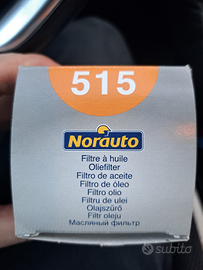 515
Norauto
Filtre à huile
Oliefilter
Filtro de aceite
Filtro de óleo
Filtro olio
Filtru de ulei
Olajszűrő
Filtr oleju
Масляный фильтр
subito